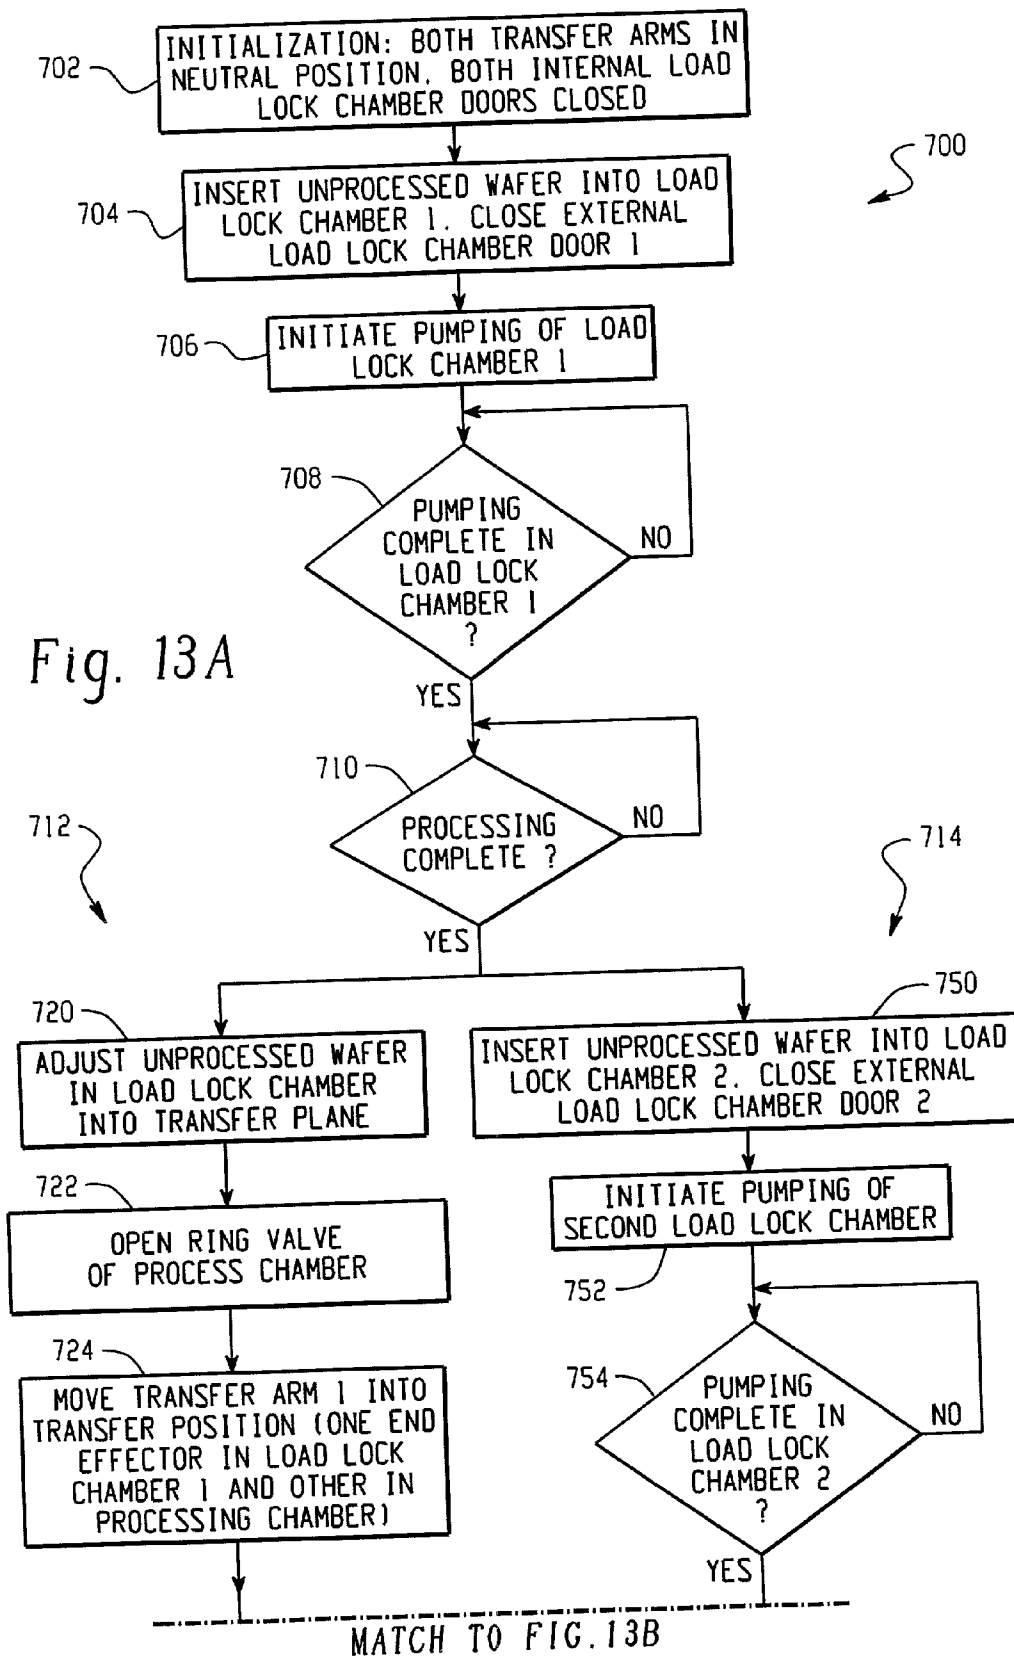 INITIALIZATION: BOTH TRANSFER ARMS IN
NEUTRAL POSITION. BOTH INTERNAL LOAD
LOCK CHAMBER DOORS CLOSED
702
700
INSERT UNPROCESSED WAFER INTO LOAD
LOCK CHAMBER 1. CLOSE EXTERNAL
LOAD LOCK CHAMBER DOOR 1
704
INITIATE PUMPING OF LOAD
LOCK CHAMBER 1
706
708
PUMPING
COMPLETE IN
LOAD LOCK
CHAMBER 1
?
NO
Fig. 13A
YES
710
PROCESSING
COMPLETE ?
NO
712
714
YES
720
ADJUST UNPROCESSED WAFER
IN LOAD LOCK CHAMBER
INTO TRANSFER PLANE
750
INSERT UNPROCESSED WAFER INTO LOAD
LOCK CHAMBER 2. CLOSE EXTERNAL
LOAD LOCK CHAMBER DOOR 2
722
OPEN RING VALVE
OF PROCESS CHAMBER
INITIATE PUMPING OF
SECOND LOAD LOCK CHAMBER
752
724
MOVE TRANSFER ARM 1 INTO
TRANSFER POSITION (ONE END
EFFECTOR IN LOAD LOCK
CHAMBER 1 AND OTHER IN
PROCESSING CHAMBER)
754
PUMPING
COMPLETE IN
LOAD LOCK
CHAMBER 2
?
NO
YES
MATCH TO FIG.13B